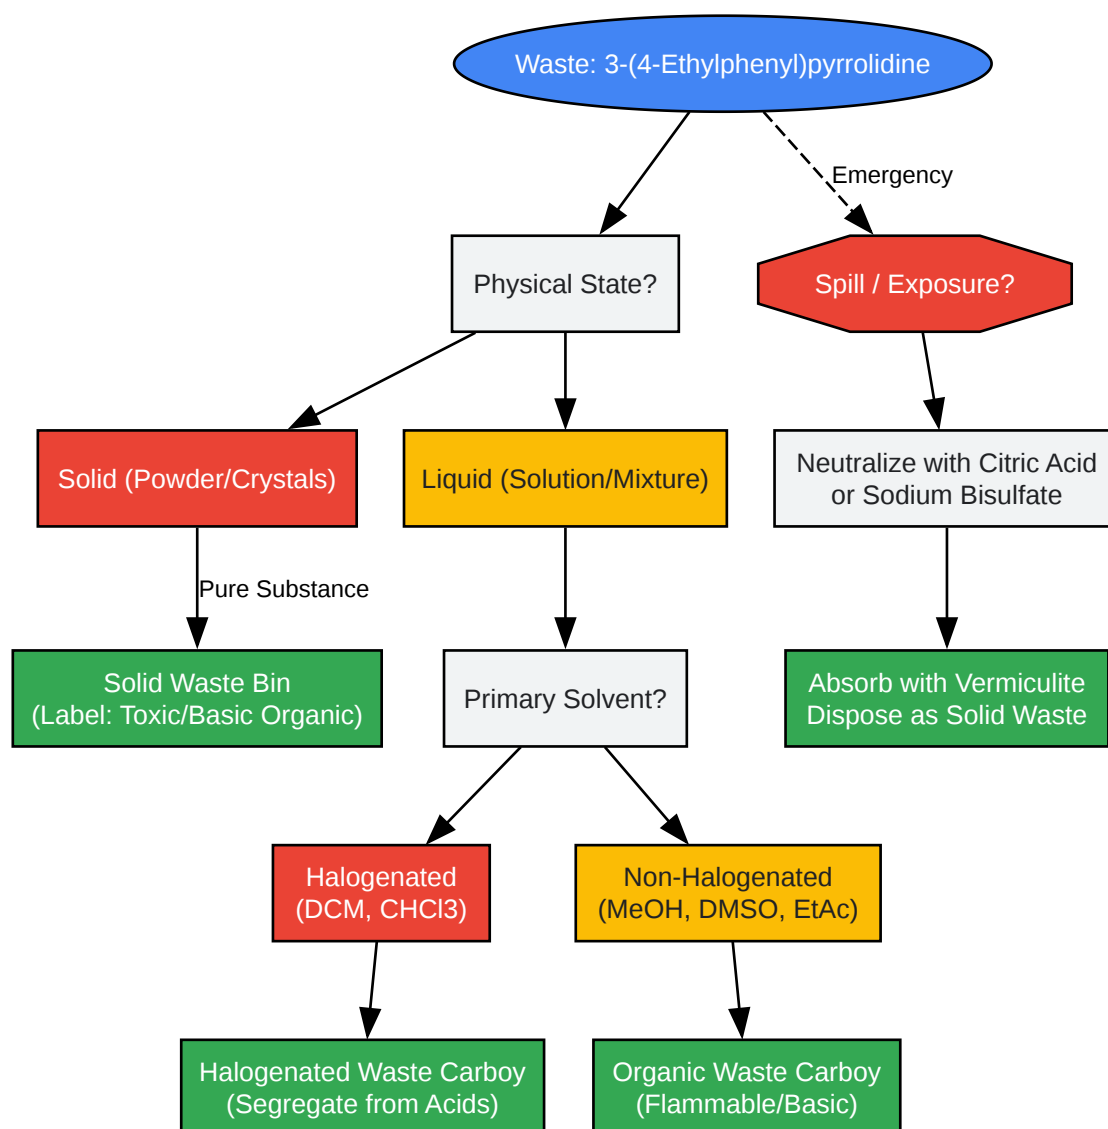 Waste: 3-(4-Ethylphenyl)pyrrolidine
Emergency
Physical State?
Spill / Exposure?
Solid (Powder/Crystals)
Liquid (Solution/Mixture)
Neutralize with Citric Acid
or Sodium Bisulfate
Pure Substance
Solid Waste Bin
(Label: Toxic/Basic Organic)
Primary Solvent?
Absorb with Vermiculite
Dispose as Solid Waste
Halogenated
(DCM, CHCl3)
Non-Halogenated
(MeOH, DMSO, EtAc)
Halogenated Waste Carboy
(Segregate from Acids)
Organic Waste Carboy
(Flammable/Basic)